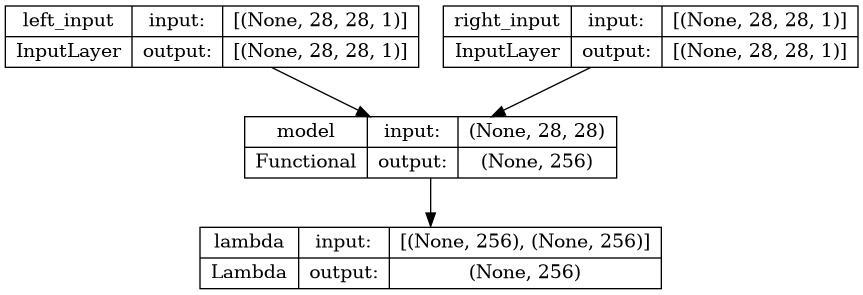 left_input input: [(None, 28, 28, 1)]
InputLayer output: [(None, 28, 28, 1)]
right_input input: [(None, 28, 28, 1)]
InputLayer output: [(None, 28, 28, 1)]
model input: (None, 28, 28)
Functional output: (None, 256)
lambda input: [(None, 256), (None, 256)]
Lambda output: (None, 256)